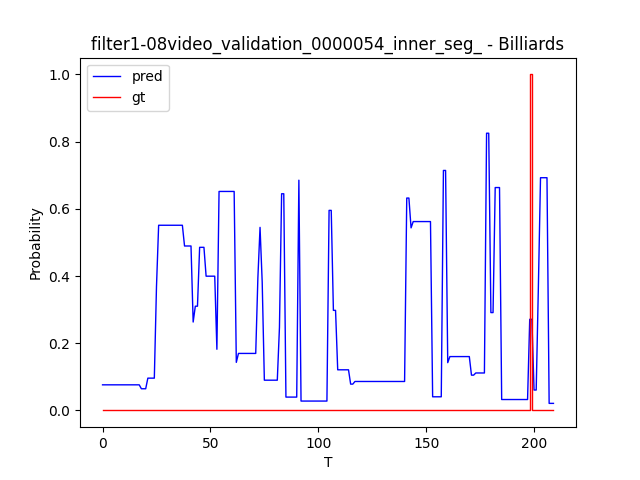 filter1-08video_validation_0000054_inner_seg_ - Billiards
pred
gt
Probability
1.0
0.8
0.6
0.4
0.2
0.0
0
50
100
150
200
T